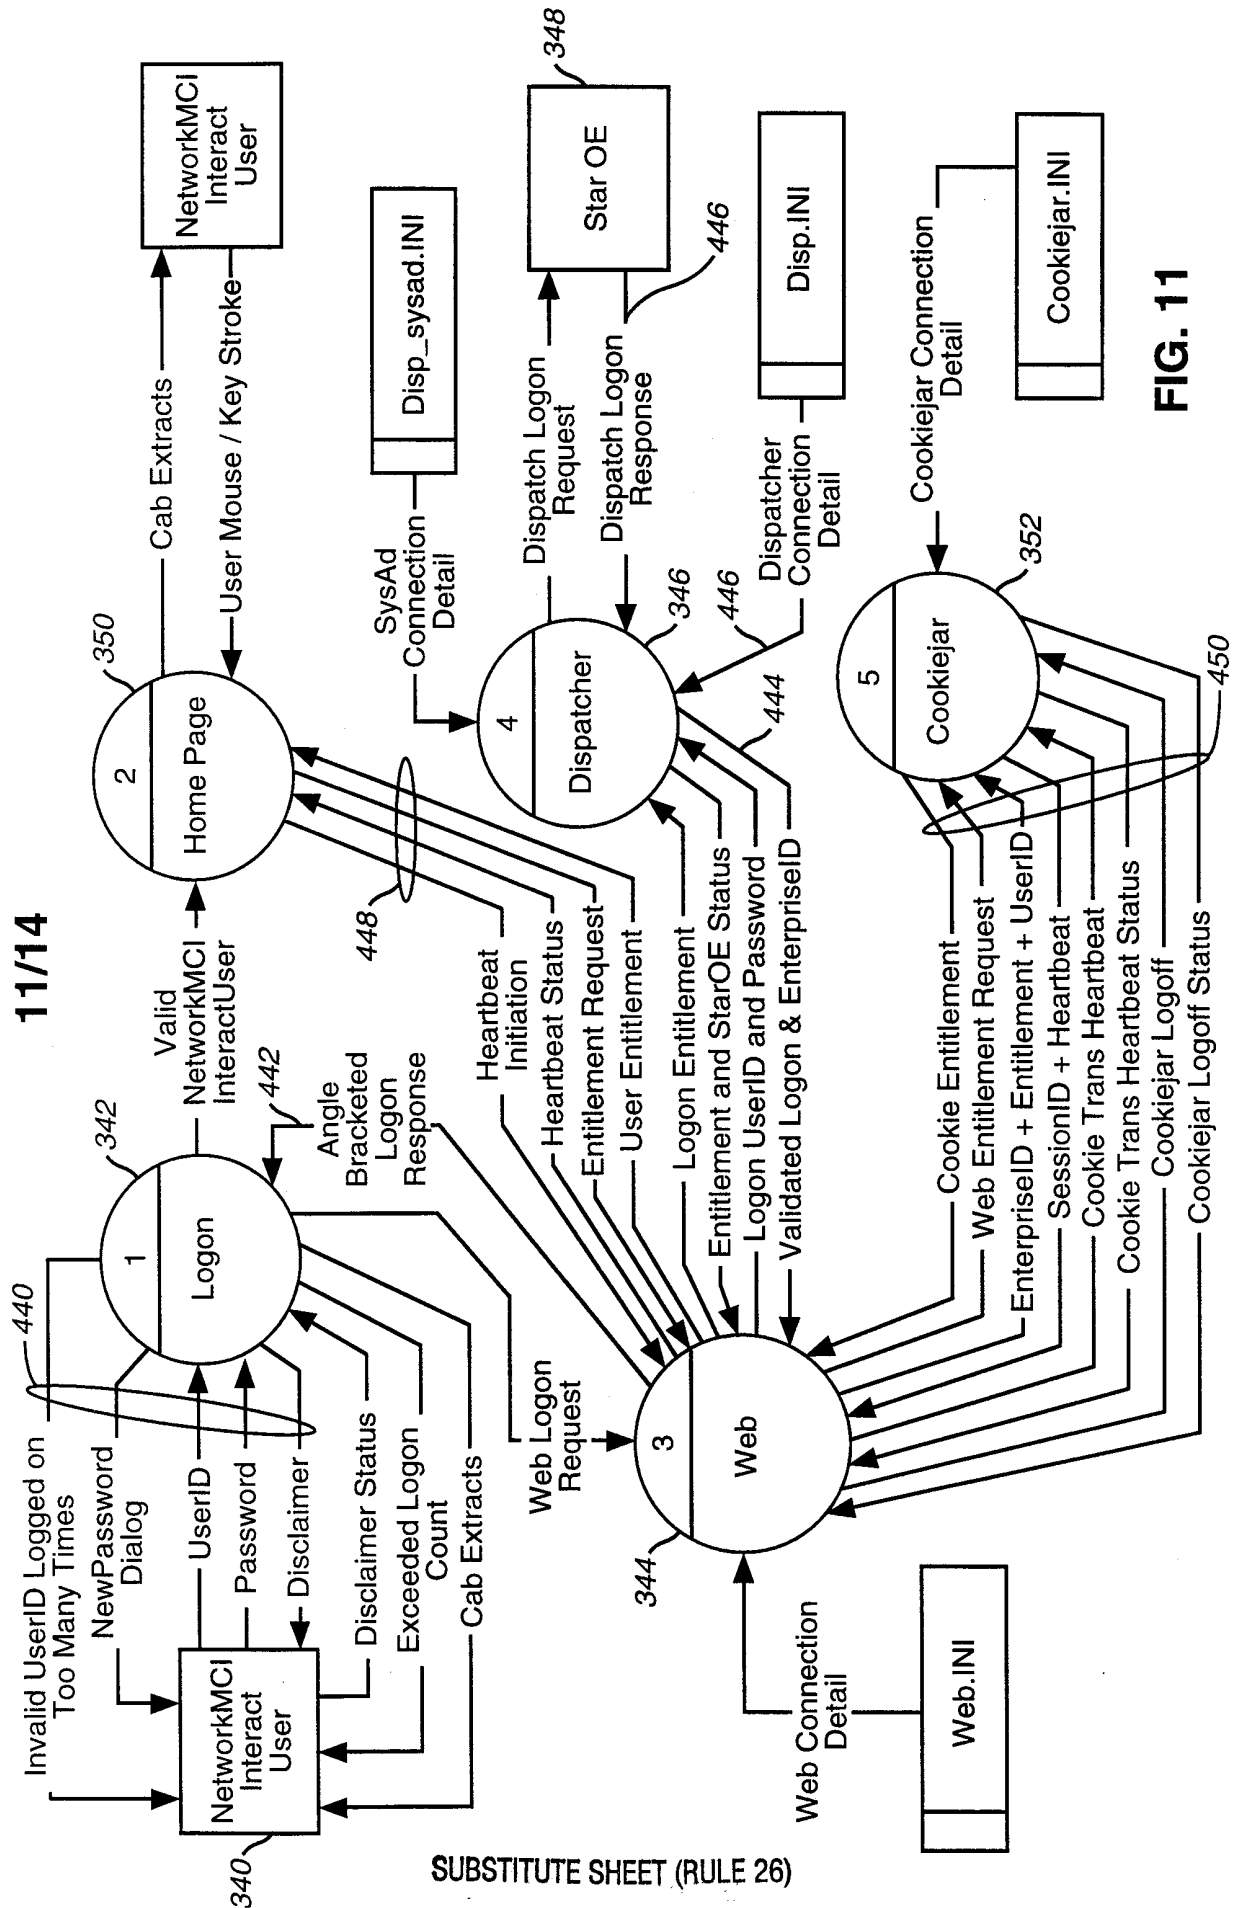 11/14
Invalid UserID Logged on
Too Many Times
NewPassword
Dialog
UserID
Password
Disclaimer
Disclaimer Status
Exceeded Logon
Count
Cab Extracts
NetworkMCI
Interact
User
340
440
1
Logon
342
Valid
NetworkMCI
InteractUser
2
Home Page
350
Cab Extracts
User Mouse / Key Stroke
NetworkMCI
Interact
User
442
Angle
Bracketed
Logon
Response
Web Logon
Request
448
Heartbeat
Initiation
Heartbeat Status
Entitlement Request
User Entitlement
SysAd
Connection
Detail
Disp_sysad.INI
4
Dispatcher
346
Dispatch Logon
Request
Dispatch Logon
Response
Star OE
348
446
Dispatcher
Connection
Detail
Disp.INI
446
444
Logon Entitlement
Entitlement and StarOE Status
Logon UserID and Password
Validated Logon & EnterpriseID
3
Web
344
Web Connection
Detail
Web.INI
5
Cookiejar
352
Cookiejar Connection
Detail
Cookiejar.INI
450
Cookie Entitlement
Web Entitlement Request
EnterpriseID + Entitlement + UserID
SessionID + Heartbeat
Cookie Trans Heartbeat
Cookie Trans Heartbeat Status
Cookiejar Logoff
Cookiejar Logoff Status
FIG. 11
SUBSTITUTE SHEET (RULE 26)